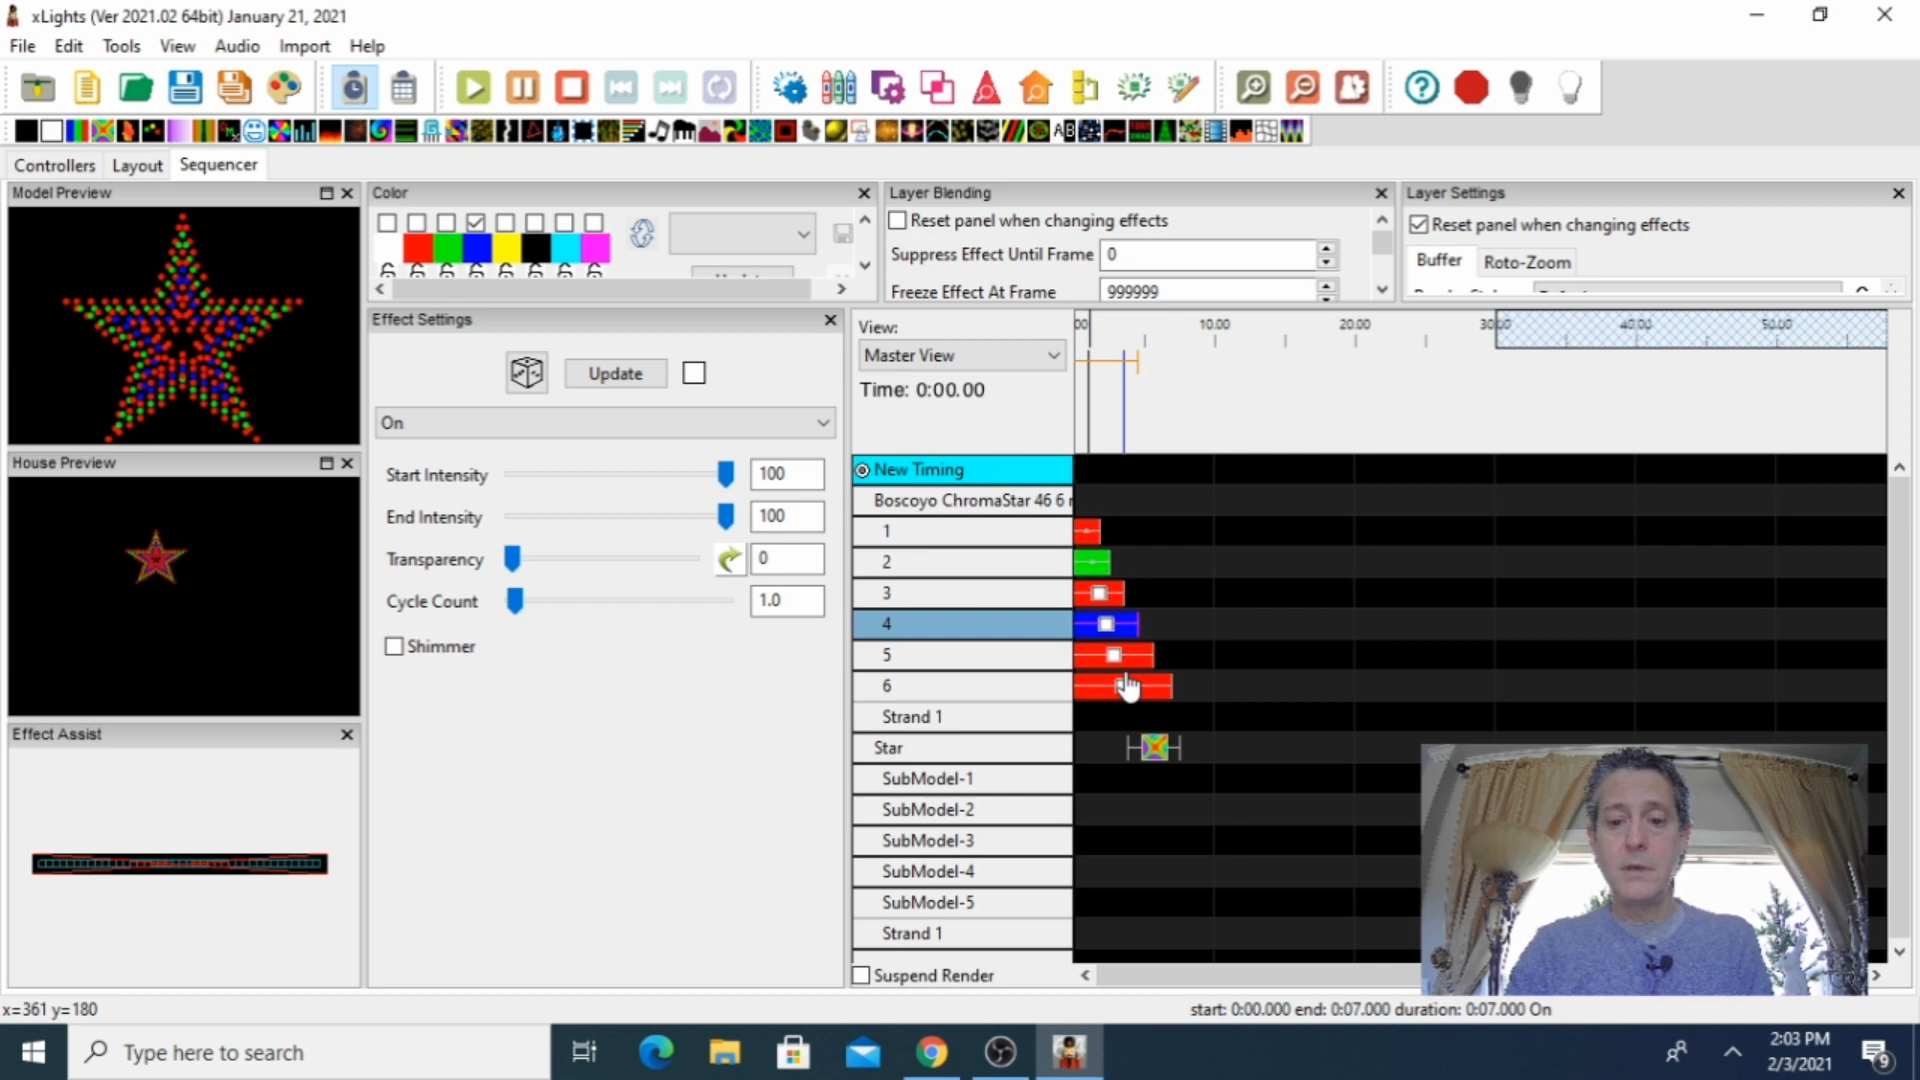 xLights (Ver 2021.02 64bit) January 21, 2021
File Edit Tools View Audio Import Help
Controllers Layout Sequencer
Model Preview
Color
Layer Blending
Layer Settings
Reset panel when changing effects
Reset panel when changing effects
Suppress Effect Until Frame 0
Buffer Roto-Zoom
Freeze Effect At Frame 999999
Effect Settings
View:
00 10.00 20.00 30.00 40.00 50.00
Master View
Update
Time: 0:00.00
On
House Preview
Start Intensity 100
New Timing
Boscoyo ChromaStar 46 6
End Intensity 100
1
Transparency 0
2
Cycle Count 1.0
3
4
Shimmer
5
6
Strand 1
Effect Assist
Star
SubModel-1
SubModel-2
SubModel-3
SubModel-4
SubModel-5
Strand 1
Suspend Render
x=361 y=180
start: 0:00.000 end: 0:07.000 duration: 0:07.000 On
Type here to search
2:03 PM
2/3/2021
9